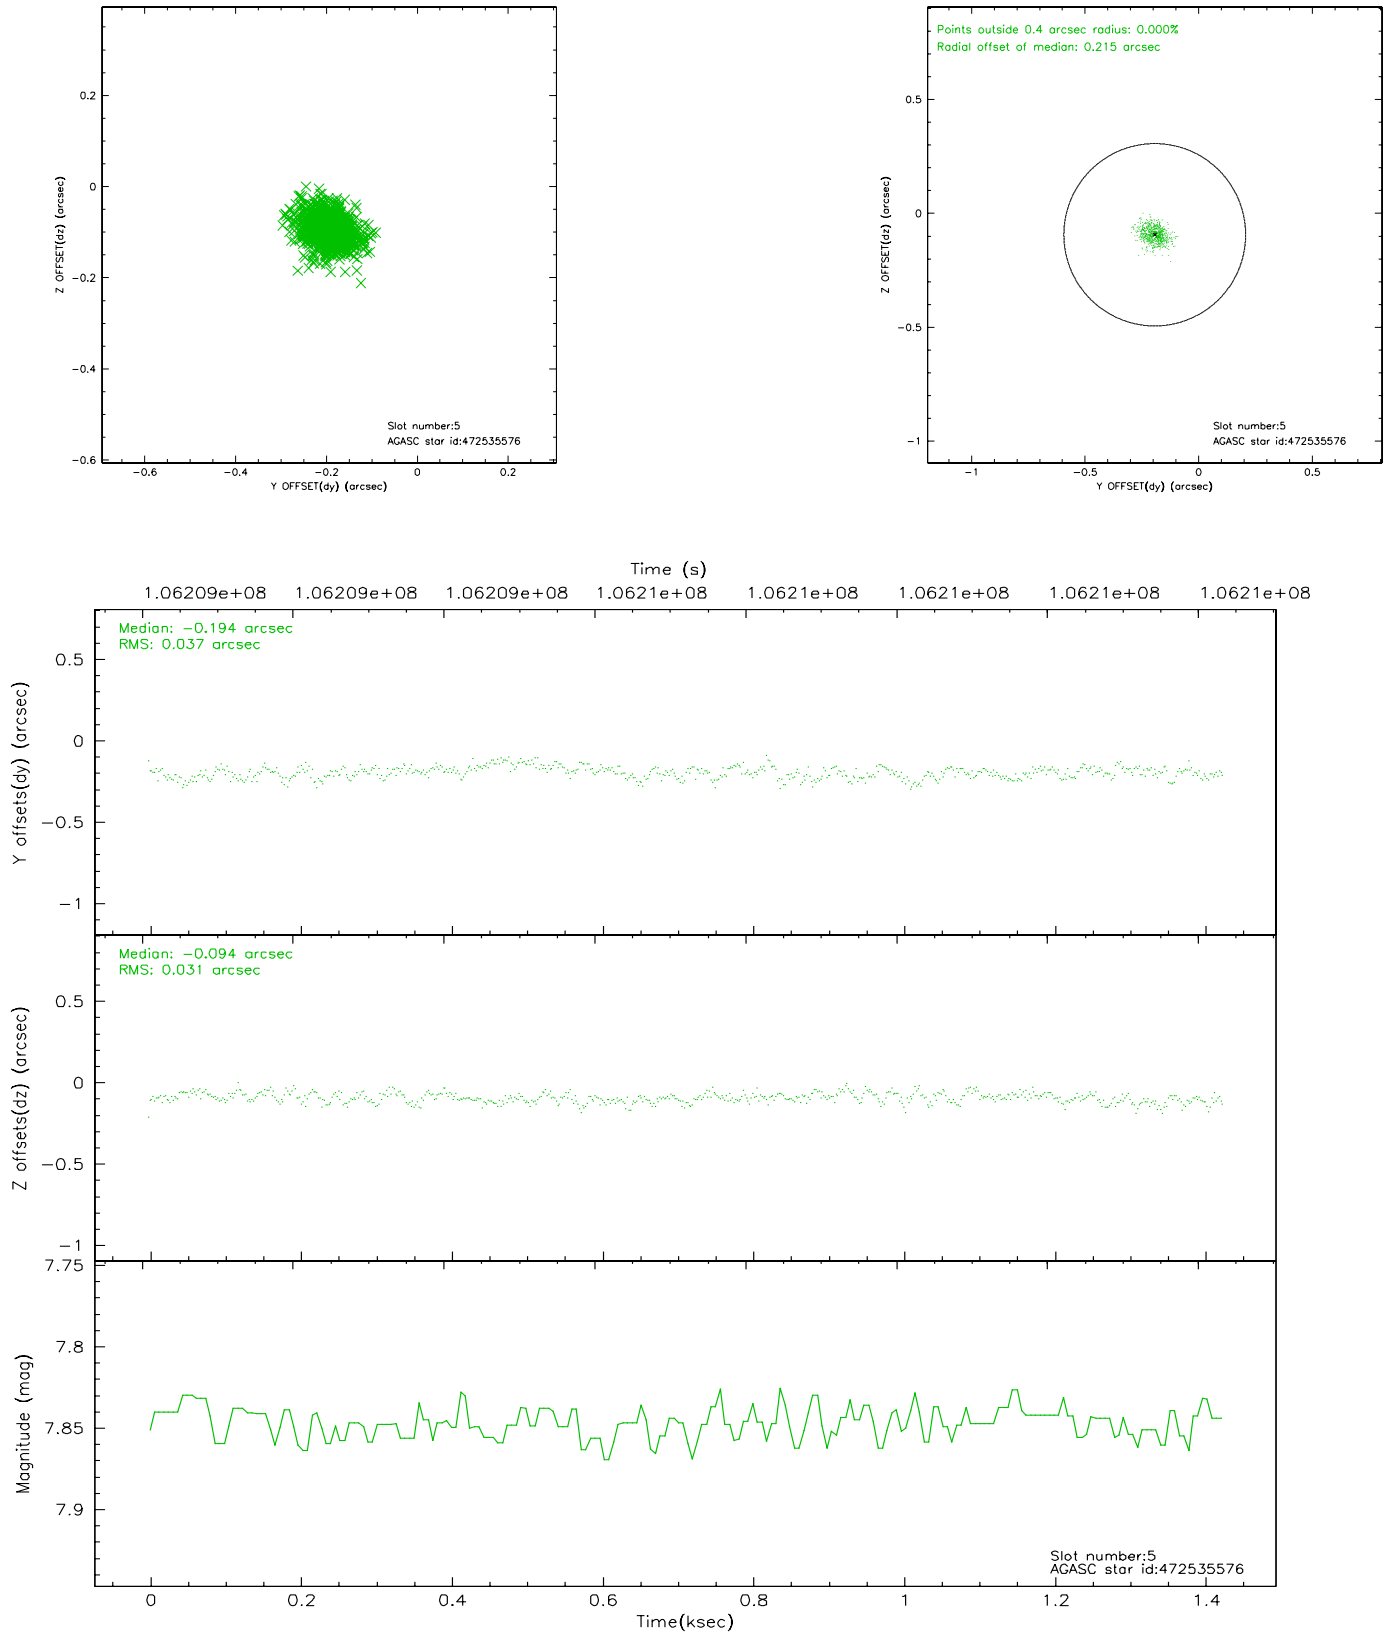 0.2
0
-0.2
-0.4
-0.6
Z OFFSET(dz) (arcsec)
Slot number:5
AGASC star id:472535576
-0.6
-0.4
-0.2
0
0.2
Y OFFSET(dy) (arcsec)
Points outside 0.4 arcsec radius: 0.000%
Radial offset of median: 0.215 arcsec
0.5
0
-0.5
-1
Z OFFSET(dz) (arcsec)
Slot number:5
AGASC star id:472535576
-1
-0.5
0
0.5
Y OFFSET(dy) (arcsec)
Time (s)
1.06209e+08
1.06209e+08
1.06209e+08
1.0621e+08
1.0621e+08
1.0621e+08
1.0621e+08
1.0621e+08
Median: -0.194 arcsec
RMS: 0.037 arcsec
0.5
0
-0.5
-1
Y offsets(dy) (arcsec)
Median: -0.094 arcsec
RMS: 0.031 arcsec
0.5
0
-0.5
-1
Z offsets(dz) (arcsec)
7.75
7.8
7.85
7.9
Magnitude (mag)
Slot number:5
AGASC star id:472535576
0
0.2
0.4
0.6
0.8
1
1.2
1.4
Time(ksec)